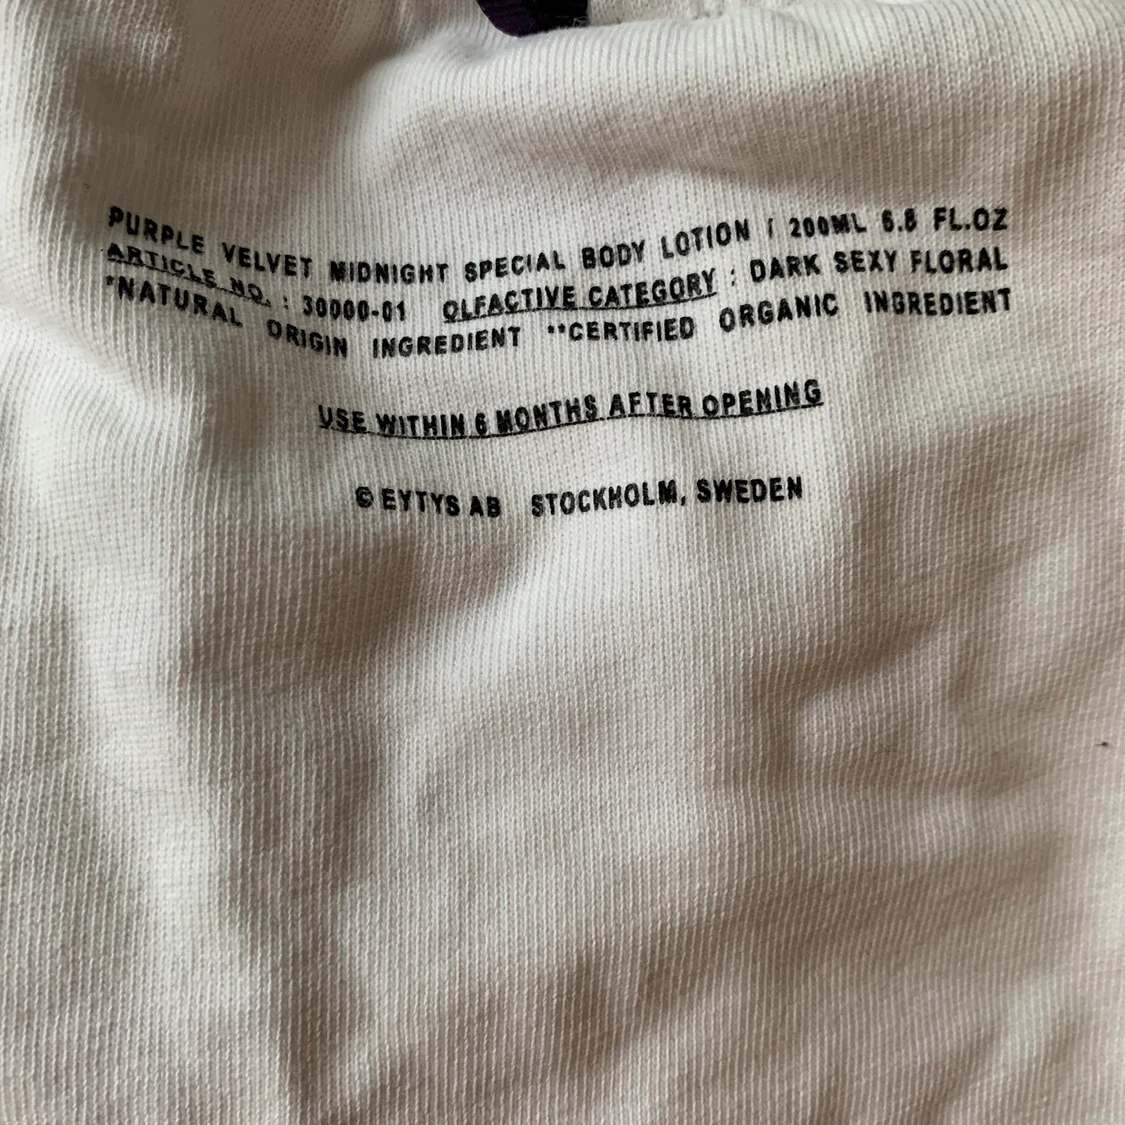 PURPLE VELVET MIDNIGHT SPECIAL BODY LOTION / 200ML 6.8 FL.OZ
ARTICLE NO. : 30000-01 OLFACTIVE CATEGORY : DARK SEXY FLORAL
*NATURAL ORIGIN INGREDIENT **CERTIFIED ORGANIC INGREDIENT
USE WITHIN 6 MONTHS AFTER OPENING
© EYTYS AB STOCKHOLM, SWEDEN